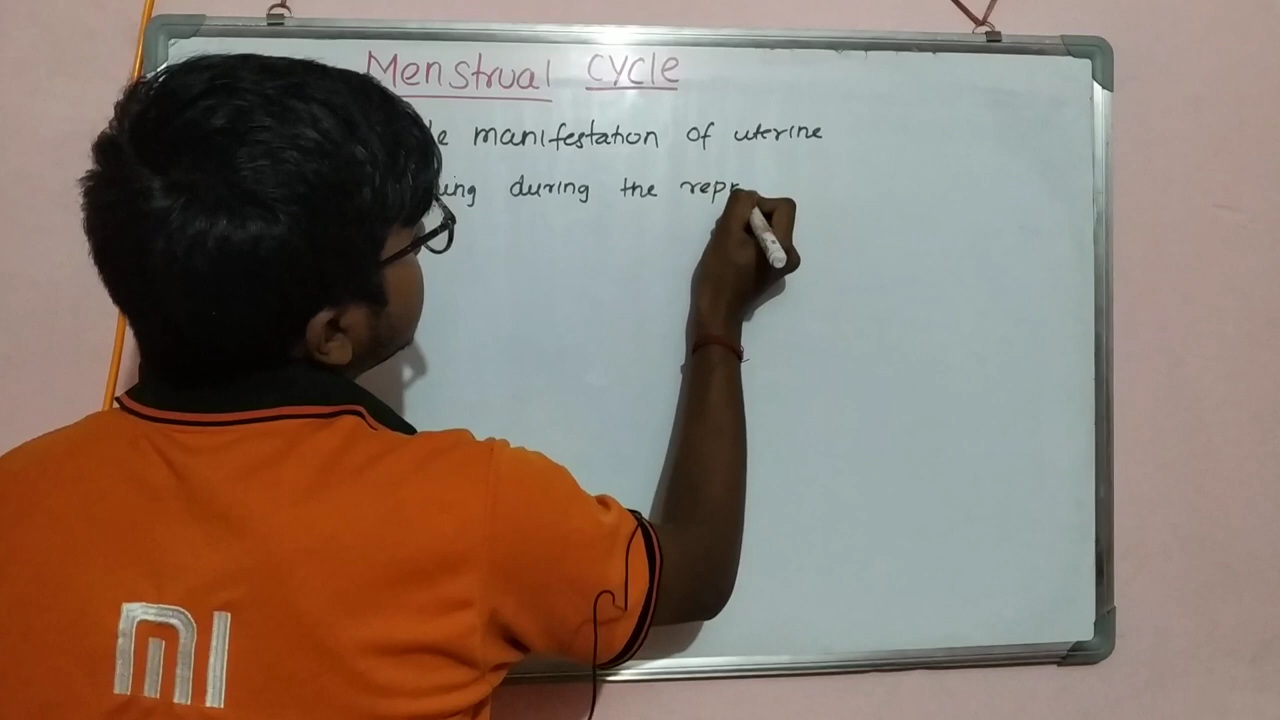 Menstrual cycle
manifestation of uterine
during the repr
MI